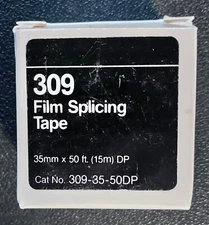 309
Film Splicing
Tape
35mm x 50 ft. (15m) DP
Cat No. 309-35-50DP